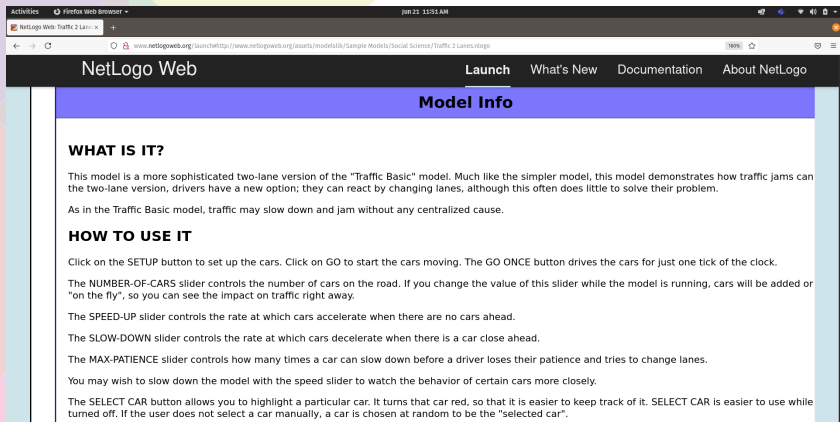 Activities Firefox Web Browser Jun 21 11:51 AM
NetLogo Web: Traffic 2 Lan
www.netlogoweb.org/launch#http://www.netlogoweb.org/assets/modelslib/Sample Models/Social Science/Traffic 2 Lanes.nlogo
NetLogo Web Launch What's New Documentation About NetLogo
Model Info
WHAT IS IT?
This model is a more sophisticated two-lane version of the "Traffic Basic" model. Much like the simpler model, this model demonstrates how traffic jams can
the two-lane version, drivers have a new option; they can react by changing lanes, although this often does little to solve their problem.
As in the Traffic Basic model, traffic may slow down and jam without any centralized cause.
HOW TO USE IT
Click on the SETUP button to set up the cars. Click on GO to start the cars moving. The GO ONCE button drives the cars for just one tick of the clock.
The NUMBER-OF-CARS slider controls the number of cars on the road. If you change the value of this slider while the model is running, cars will be added or
"on the fly", so you can see the impact on traffic right away.
The SPEED-UP slider controls the rate at which cars accelerate when there are no cars ahead.
The SLOW-DOWN slider controls the rate at which cars decelerate when there is a car close ahead.
The MAX-PATIENCE slider controls how many times a car can slow down before a driver loses their patience and tries to change lanes.
You may wish to slow down the model with the speed slider to watch the behavior of certain cars more closely.
The SELECT CAR button allows you to highlight a particular car. It turns that car red, so that it is easier to keep track of it. SELECT CAR is easier to use while
turned off. If the user does not select a car manually, a car is chosen at random to be the "selected car".